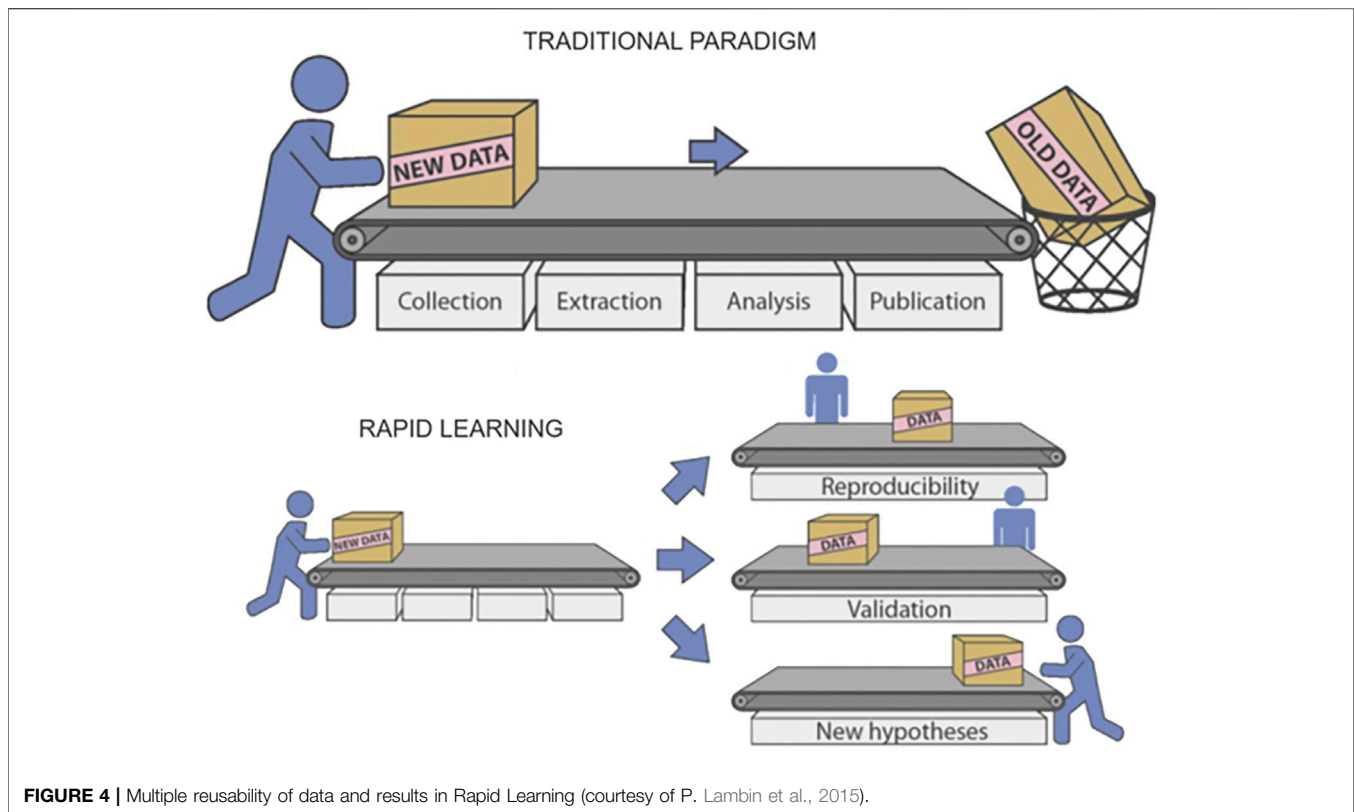 TRADITIONAL PARADIGM
NEW DATA
OLD DATA
Collection
Extraction
Analysis
Publication
RAPID LEARNING
NEW DATA
DATA
Reproducibility
DATA
Validation
DATA
New hypotheses
FIGURE 4 | Multiple reusability of data and results in Rapid Learning (courtesy of P. Lambin et al., 2015).